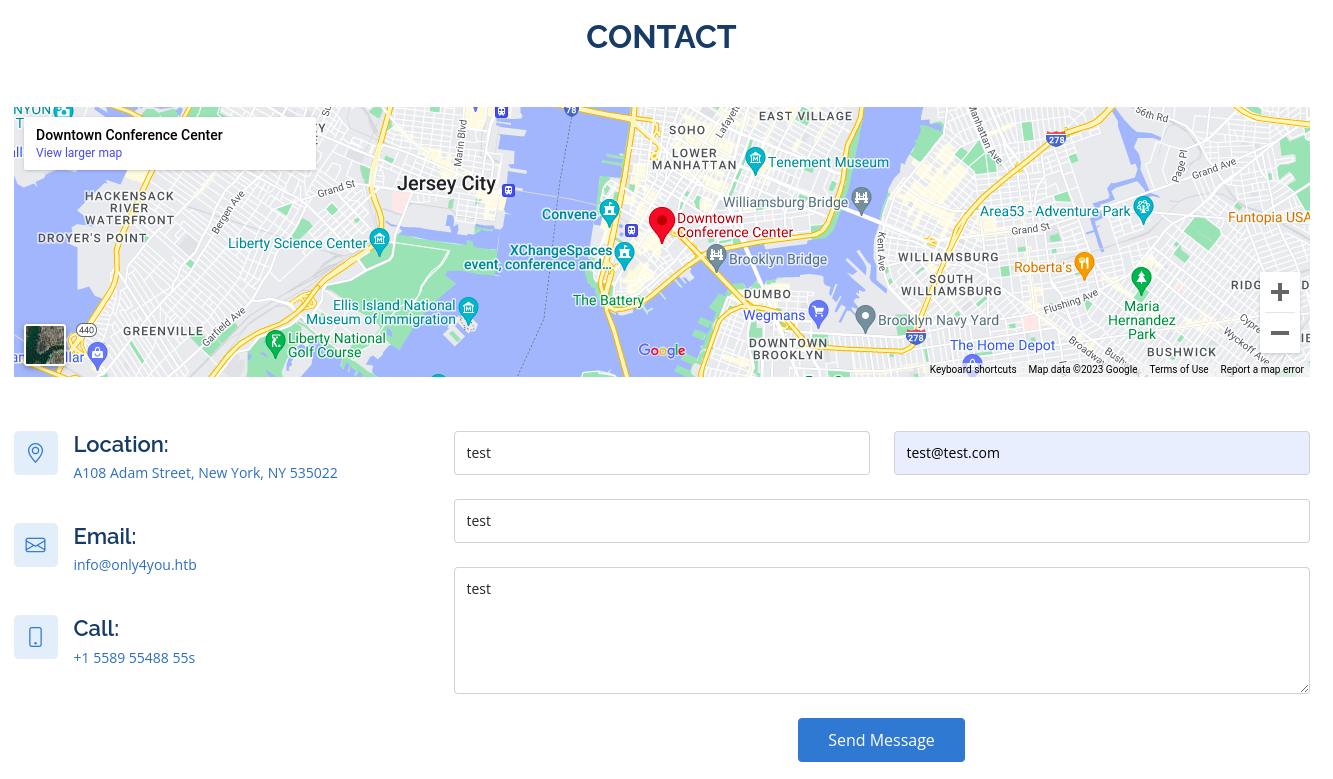 CONTACT
NYON
T
Downtown Conference Center
View larger map
Marin Blvd
78
SOHO
Lafayet
EAST VILLAGE
LOWER
MANHATTAN
Tenement Museum
Manhattan Ave
278
56th Rd
Page Pl
Grand Ave
HACKENSACK
RIVER
WATERFRONT
Grand St
Jersey City
Bergen Ave
Convene
Williamsburg Bridge
Downtown
Conference Center
Area53 - Adventure Park
Funtopia USA
DROYER'S POINT
Liberty Science Center
XChangeSpaces
event, conference and...
Brooklyn Bridge
Kent Ave
Grand St
WILLIAMSBURG
Roberta's
SOUTH
WILLIAMSBURG
RIDG
Ellis Island National
Museum of Immigration
The Battery
DUMBO
Wegmans
Brooklyn Navy Yard
Flushing Ave
Maria
Hernandez
Park
440
GREENVILLE
Garfield Ave
Liberty National
Golf Course
Google
DOWNTOWN
BROOKLYN
278
The Home Depot
Broadway
BUSHWICK
Wyckoff Ave
Keyboard shortcuts Map data ©2023 Google Terms of Use Report a map error
Location:
A108 Adam Street, New York, NY 535022
test
test@test.com
test
Email:
info@only4you.htb
test
Call:
+1 5589 55488 55s
Send Message